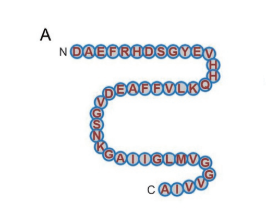 A
N DAEFRHDSGYEV
H
H
DEAFFVLKQ
V
G
S
N
K
GAIIGLMVG
G
C AIVV